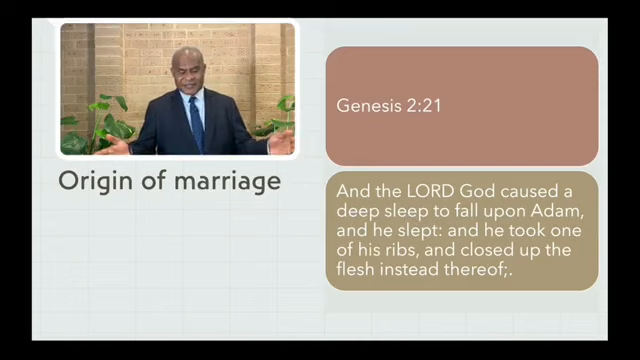 Origin of marriage
Genesis 2:21
And the LORD God caused a
deep sleep to fall upon Adam,
and he slept: and he took one
of his ribs, and closed up the
flesh instead thereof;.